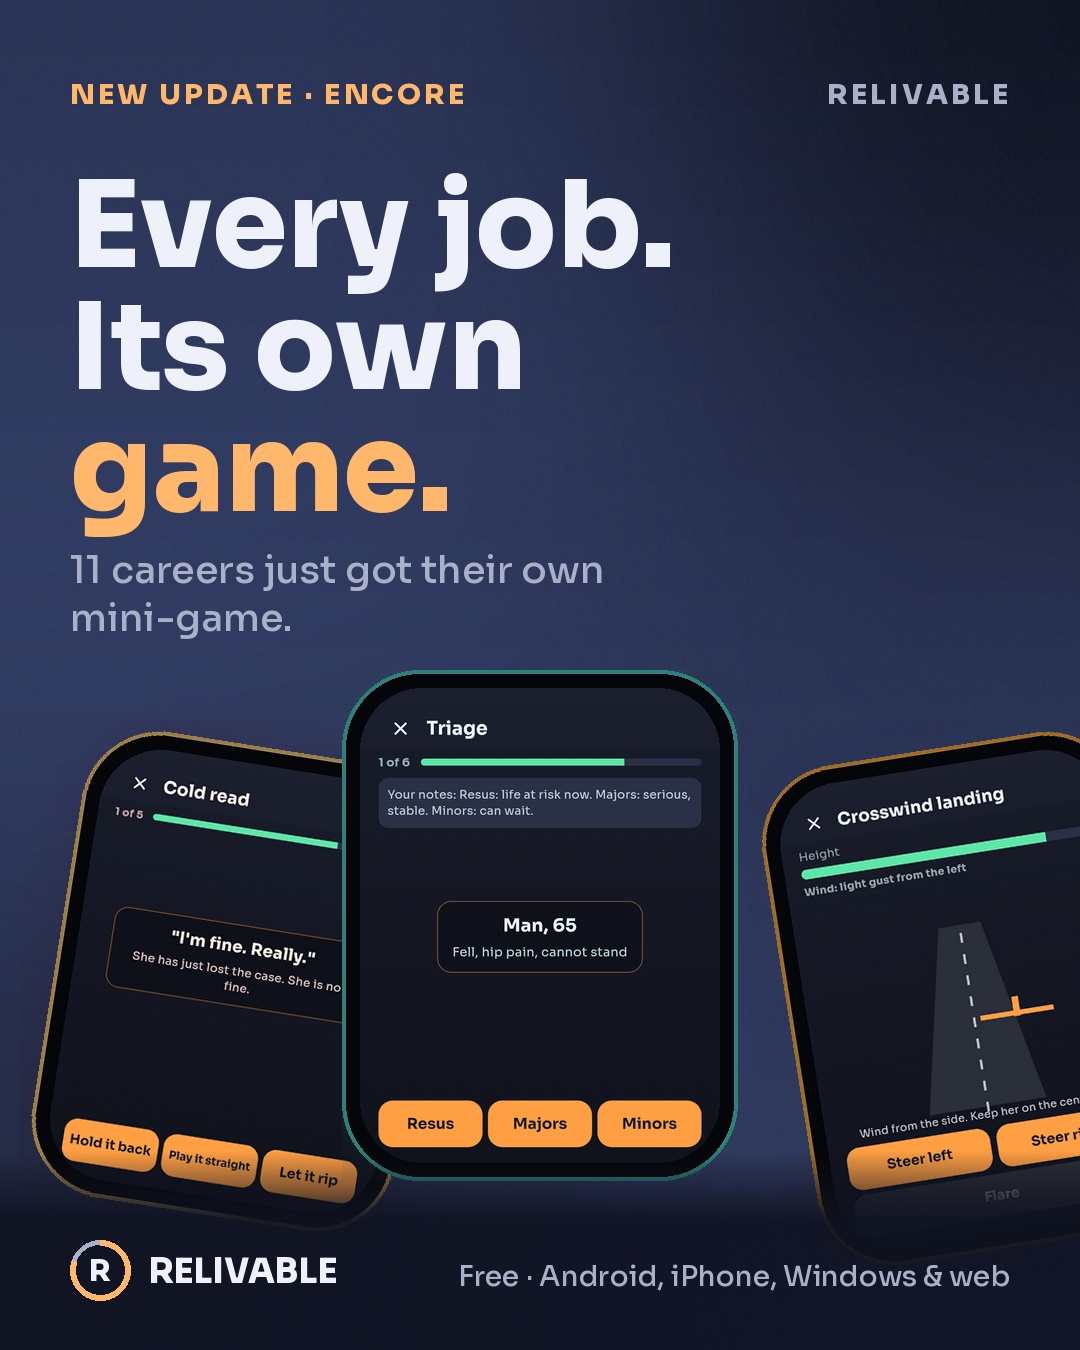 NEW UPDATE · ENCORE
RELIVABLE
Every job.
Its own
game.
11 careers just got their own
mini-game.
Cold read
1 of 5
"I'm fine. Really."
She has just lost the case. She is no
fine.
Hold it back
Play it straight
Let it rip
Triage
1 of 6
Your notes: Resus: life at risk now. Majors: serious,
stable. Minors: can wait.
Man, 65
Fell, hip pain, cannot stand
Resus
Majors
Minors
Crosswind landing
Height
Wind: light gust from the left
Wind from the side. Keep her on the cen
Steer left
Steer ri
Flare
R
RELIVABLE
Free · Android, iPhone, Windows & web